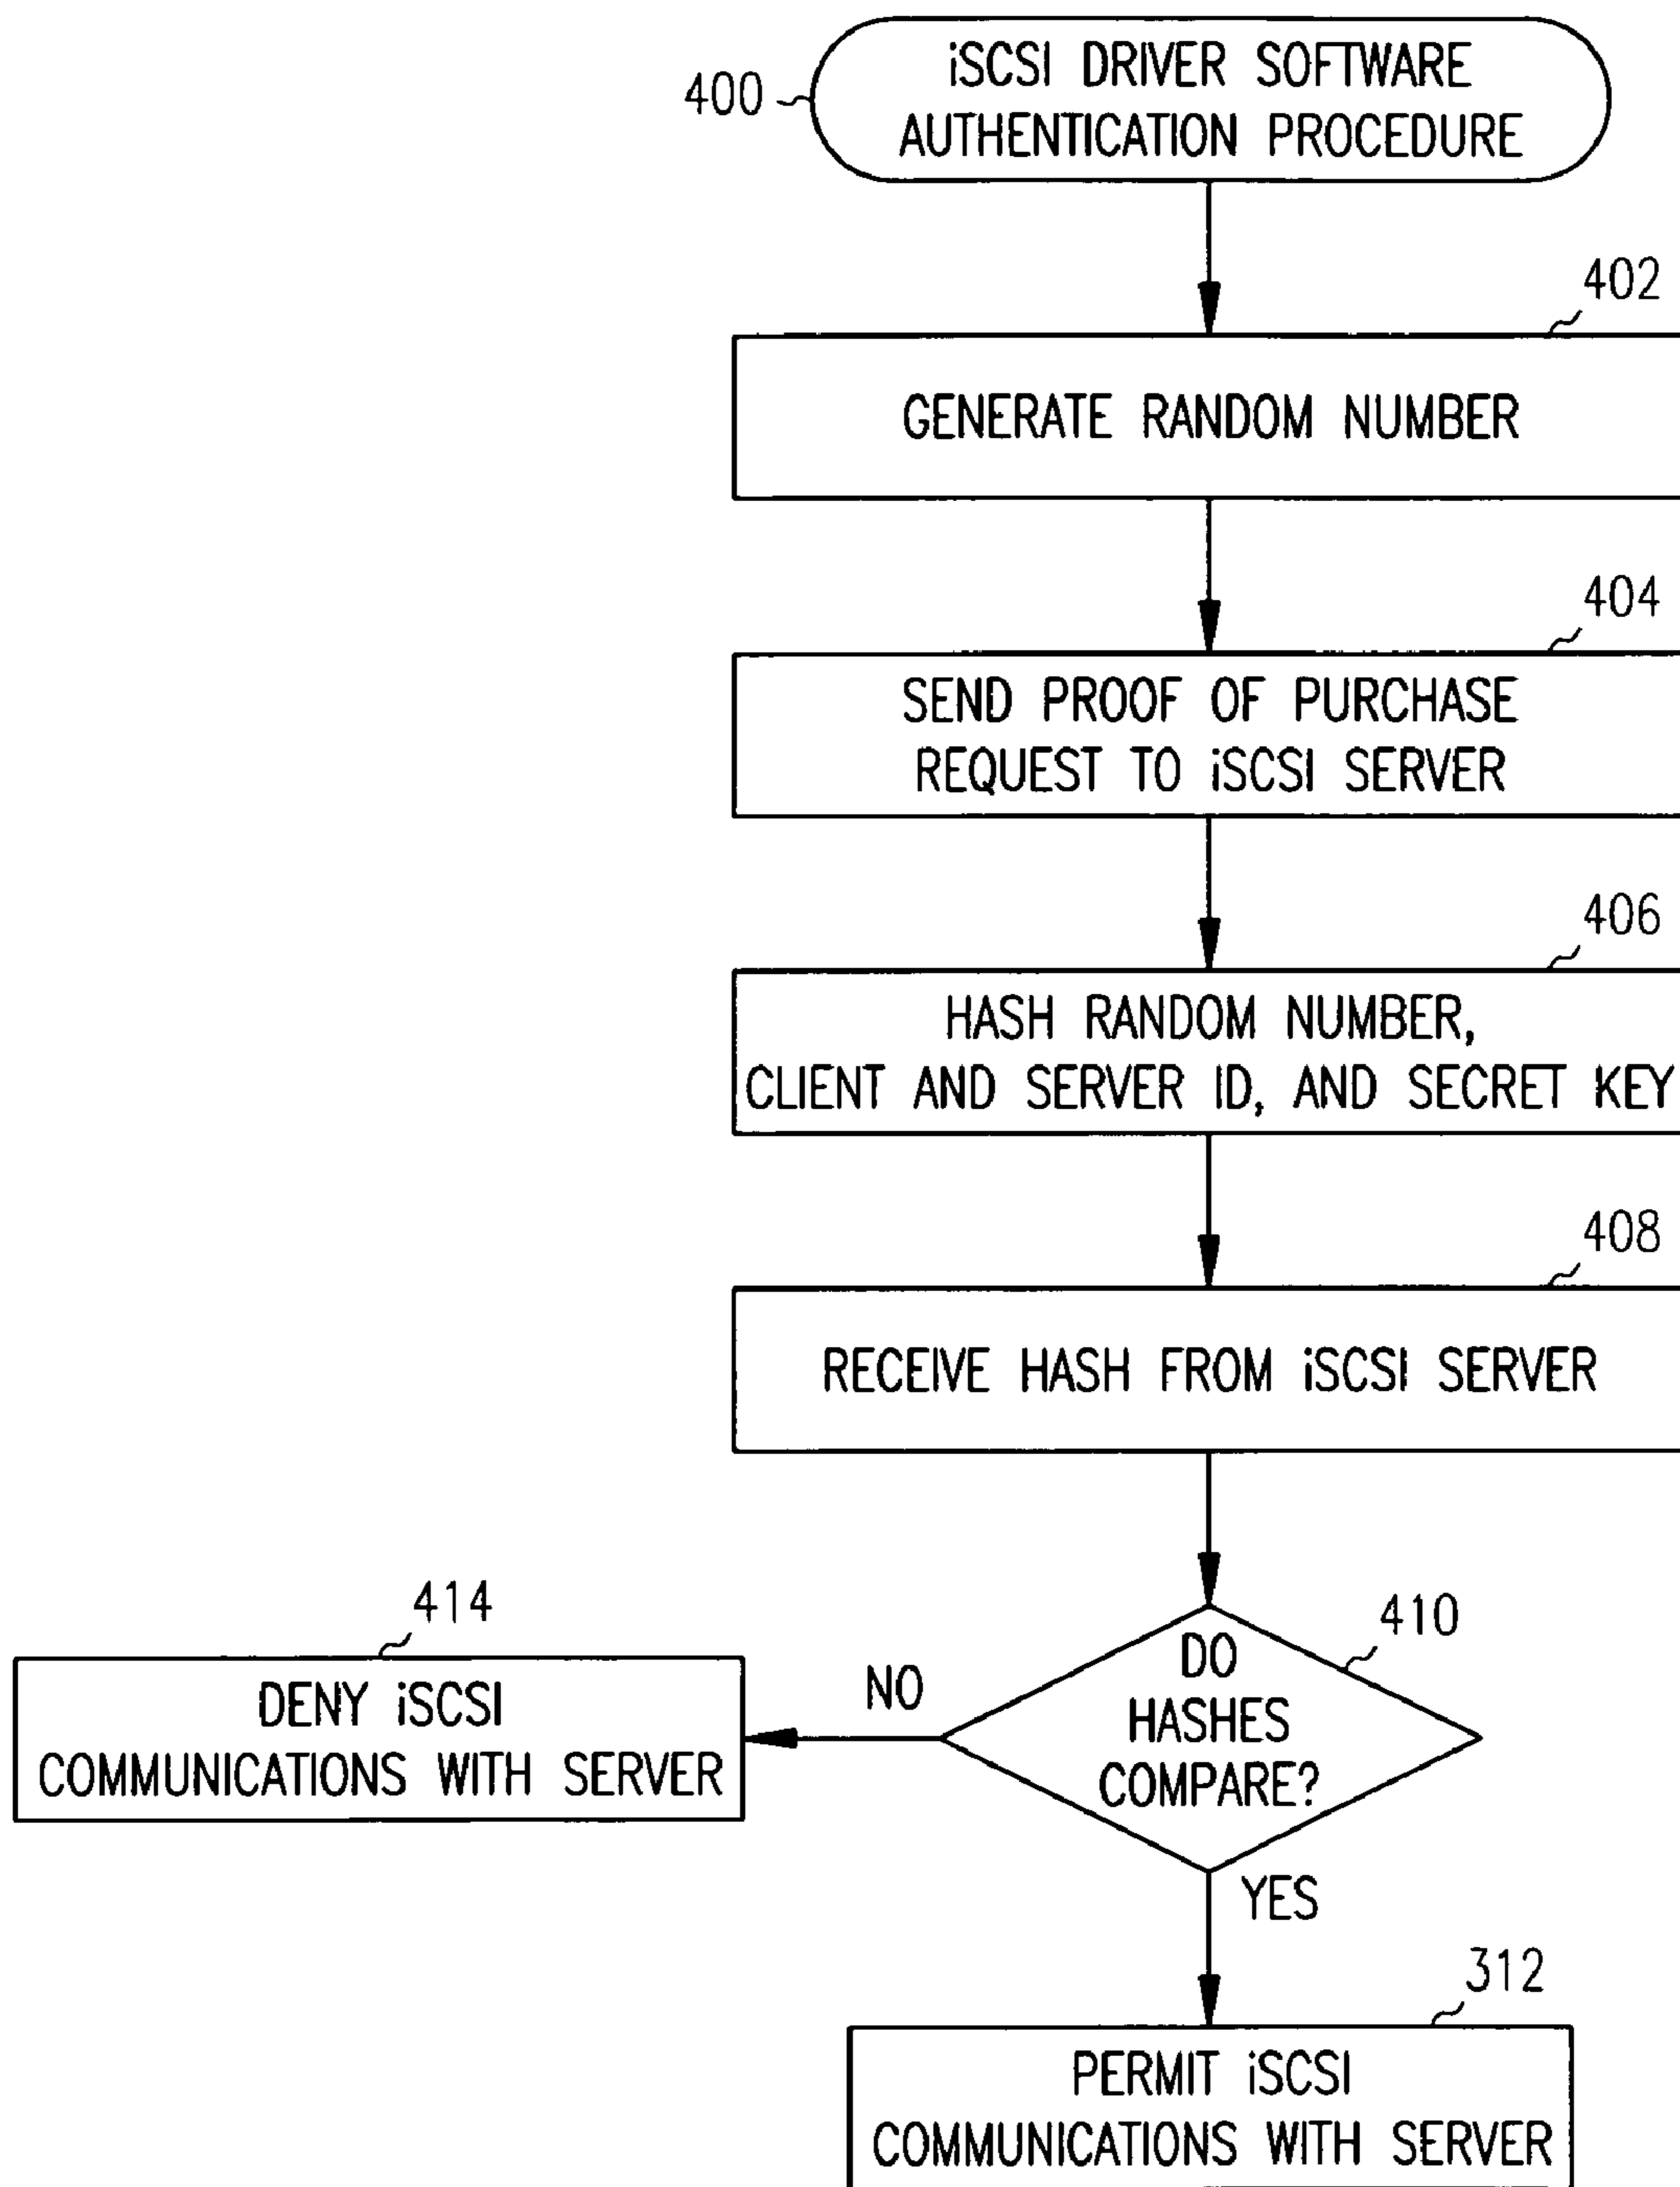 iSCSI DRIVER SOFTWARE
AUTHENTICATION PROCEDURE
400
402
GENERATE RANDOM NUMBER
404
SEND PROOF OF PURCHASE
REQUEST TO iSCSI SERVER
406
HASH RANDOM NUMBER,
CLIENT AND SERVER ID, AND SECRET KEY
408
RECEIVE HASH FROM iSCSI SERVER
410
DO
HASHES
COMPARE?
NO
414
DENY iSCSI
COMMUNICATIONS WITH SERVER
YES
312
PERMIT iSCSI
COMMUNICATIONS WITH SERVER